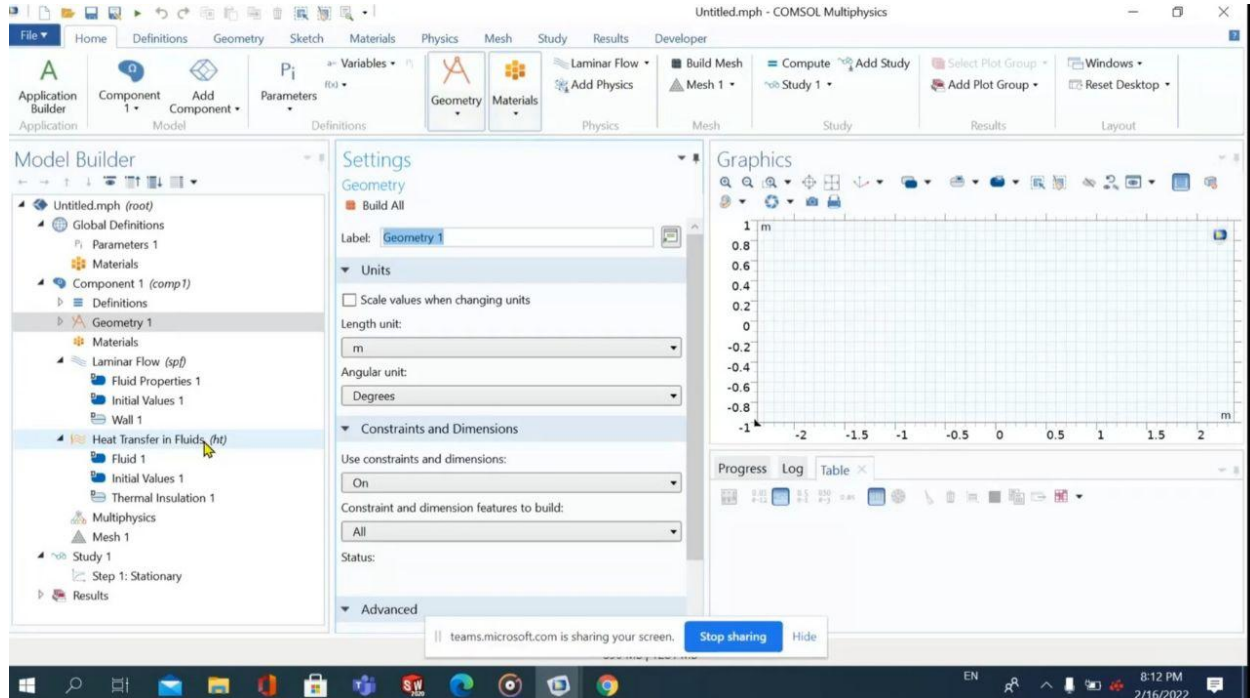 Untitled.mph - COMSOL Multiphysics
File Home Definitions Geometry Sketch Materials Physics Mesh Study Results Developer
Application Builder
Component 1
Add Component
Pi Parameters
a= Variables
f(x)
Geometry
Materials
Laminar Flow
Add Physics
Build Mesh
Mesh 1
= Compute
Add Study
Study 1
Select Plot Group
Add Plot Group
Windows
Reset Desktop
Application Model Definitions Physics Mesh Study Results Layout
Model Builder
Untitled.mph (root)
Global Definitions
Pi Parameters 1
Materials
Component 1 (comp1)
Definitions
Geometry 1
Materials
Laminar Flow (spf)
Fluid Properties 1
Initial Values 1
Wall 1
Heat Transfer in Fluids (ht)
Fluid 1
Initial Values 1
Thermal Insulation 1
Multiphysics
Mesh 1
Study 1
Step 1: Stationary
Results
Settings
Geometry
Build All
Label: Geometry 1
Units
Scale values when changing units
Length unit:
m
Angular unit:
Degrees
Constraints and Dimensions
Use constraints and dimensions:
On
Constraint and dimension features to build:
All
Status:
Advanced
Graphics
1 m
0.8
0.6
0.4
0.2
0
-0.2
-0.4
-0.6
-0.8
m
-1
-2 -1.5 -1 -0.5 0 0.5 1 1.5 2
Progress Log Table
teams.microsoft.com is sharing your screen. Stop sharing Hide
EN
8:12 PM
2/16/2022